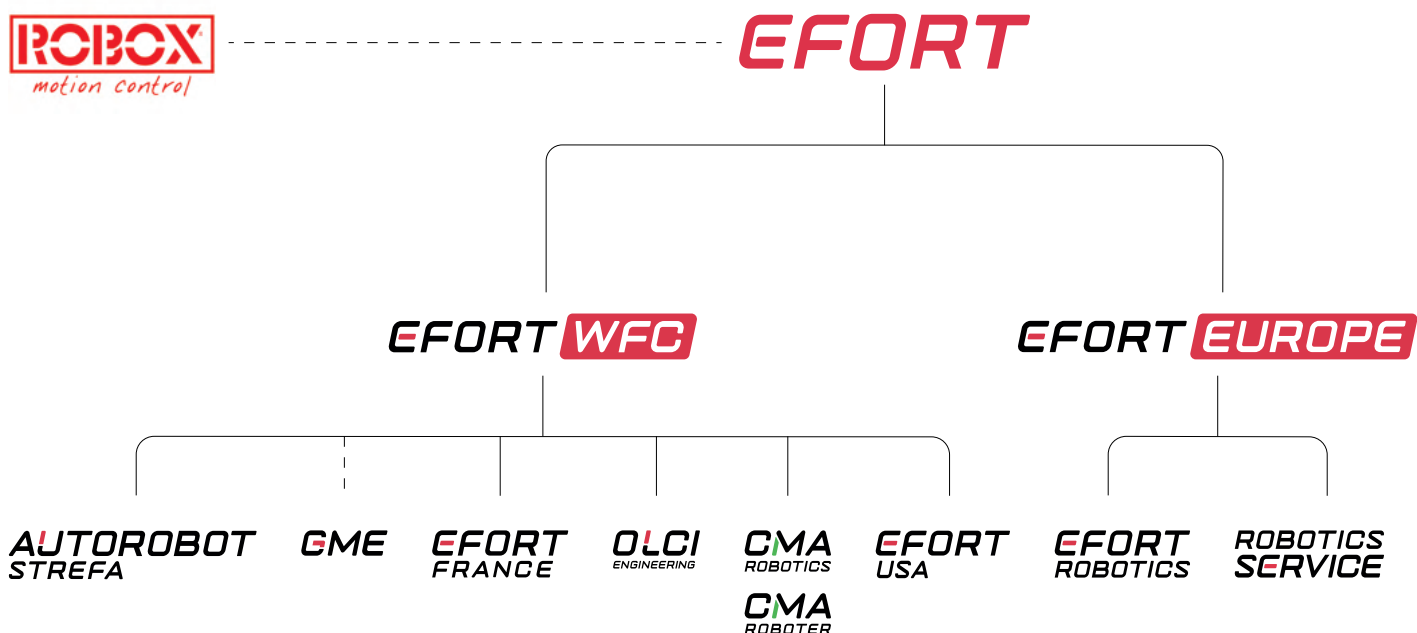 ROBOX
motion control
EFORT
EFORT WFC
EFORT EUROPE
AUTOROBOT
STREFA
GME
EFORT
FRANCE
OLCI
ENGINEERING
CMA
ROBOTICS
CMA
ROBOTER
EFORT
USA
EFORT
ROBOTICS
ROBOTICS
SERVICE